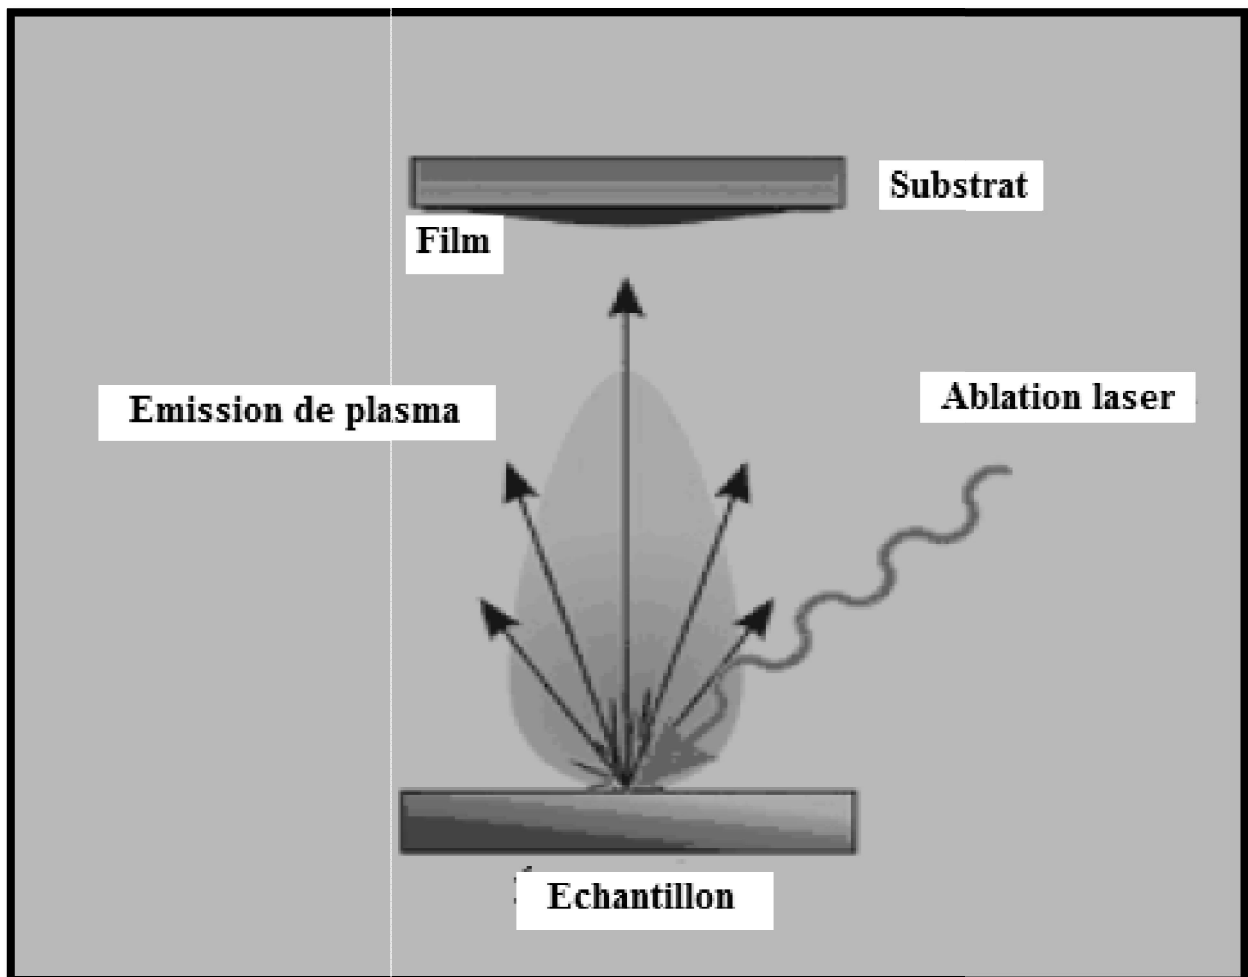 Substrat
Film
Emission de plasma
Ablation laser
Echantillon